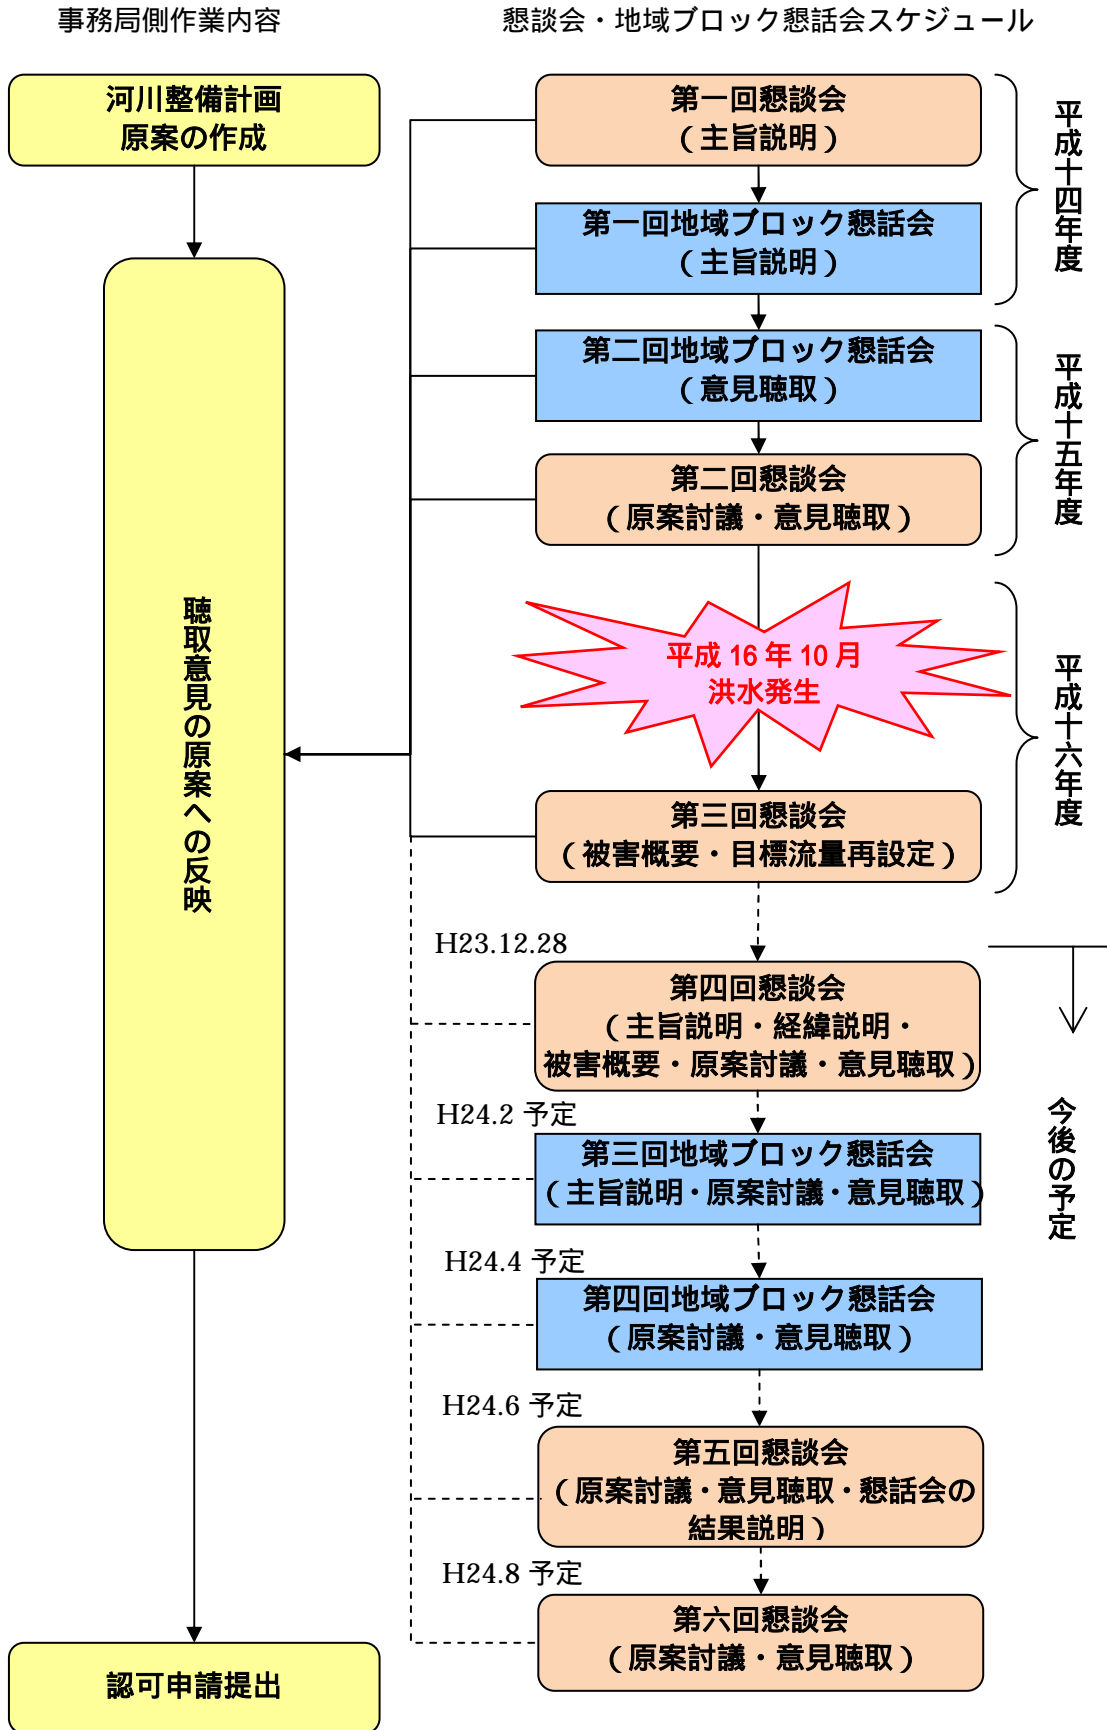 事務局側作業内容
懇談会・地域ブロック懇話会スケジュール
河川整備計画
原案の作成
聴取意見の原案への反映
認可申請提出
第一回懇談会
（主旨説明）
第一回地域ブロック懇話会
（主旨説明）
平成十四年度
第二回地域ブロック懇話会
（意見聴取）
第二回懇談会
（原案討議・意見聴取）
平成十五年度
平成 16 年 10 月
洪水発生
第三回懇談会
（被害概要・目標流量再設定）
平成十六年度
H23.12.28
第四回懇談会
（主旨説明・経緯説明・
被害概要・原案討議・意見聴取）
H24.2 予定
第三回地域ブロック懇話会
（主旨説明・原案討議・意見聴取）
H24.4 予定
第四回地域ブロック懇話会
（原案討議・意見聴取）
H24.6 予定
第五回懇談会
（原案討議・意見聴取・懇話会の
結果説明）
H24.8 予定
第六回懇談会
（原案討議・意見聴取）
今後の予定